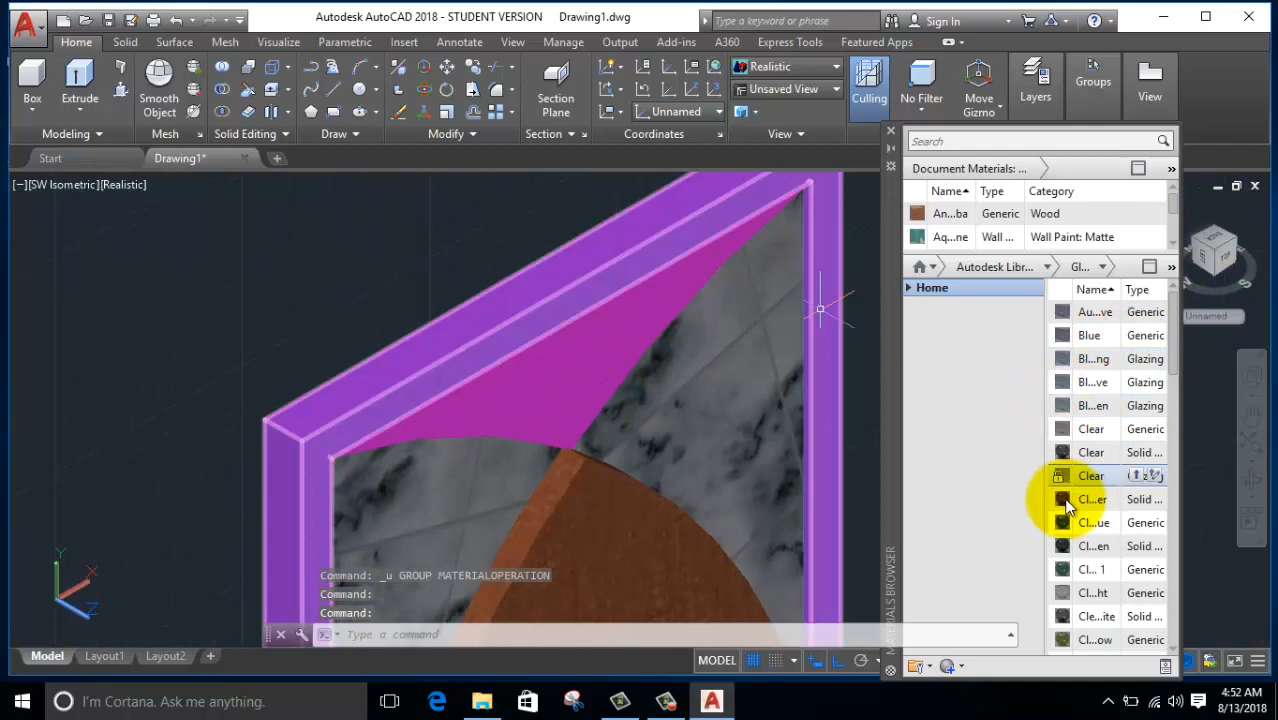 Autodesk AutoCAD 2018 - STUDENT VERSION Drawing1.dwg
Type a keyword or phrase
Sign In
Home Solid Surface Mesh Visualize Parametric Insert Annotate View Manage Output Add-ins A360 Express Tools Featured Apps
Box
Extrude
Smooth Object
Section Plane
Realistic
Unsaved View
Unnamed
Culling
No Filter
Move Gizmo
Layers
Groups
View
Modeling
Mesh
Solid Editing
Draw
Modify
Section
Coordinates
View
Start
Drawing1*
[−][SW Isometric][Realistic]
Search
Document Materials: ...
Name Type Category
An...ba Generic Wood
Aq...ne Wall ... Wall Paint: Matte
Autodesk Libr... Gl...
Home
Name Type
Au...ve Generic
Blue Generic
Bl...ng Glazing
Bl...ve Glazing
Bl...en Glazing
Clear Generic
Clear Solid ...
Clear
Cl...er Solid ...
Cl...ue Generic
Cl...en Solid ...
Cl... 1 Generic
Cl...ht Generic
Cle...ite Solid ...
Cl...ow Generic
MATERIALS BROWSER
TOP
Unnamed
Y
X
Z
Command: _u GROUP MATERIALOPERATION
Command:
Command:
Type a command
Model Layout1 Layout2
MODEL
I'm Cortana. Ask me anything.
4:52 AM
8/13/2018